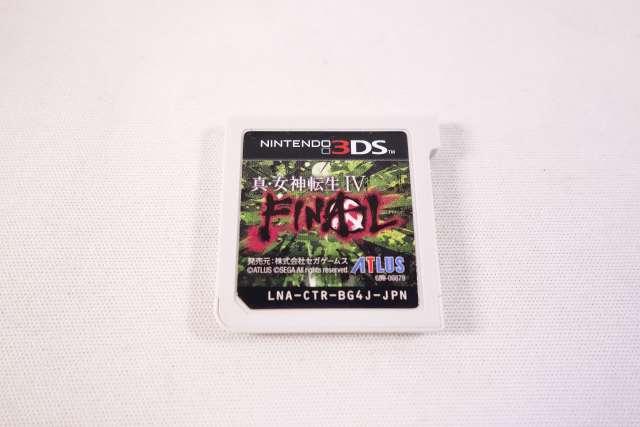 NINTENDO 3DS™
真・女神転生IV
FINAL
発売元：株式会社セガゲームス
©ATLUS ©SEGA All rights reserved.
ATLUS
LNA-CTR-BG4J-JPN